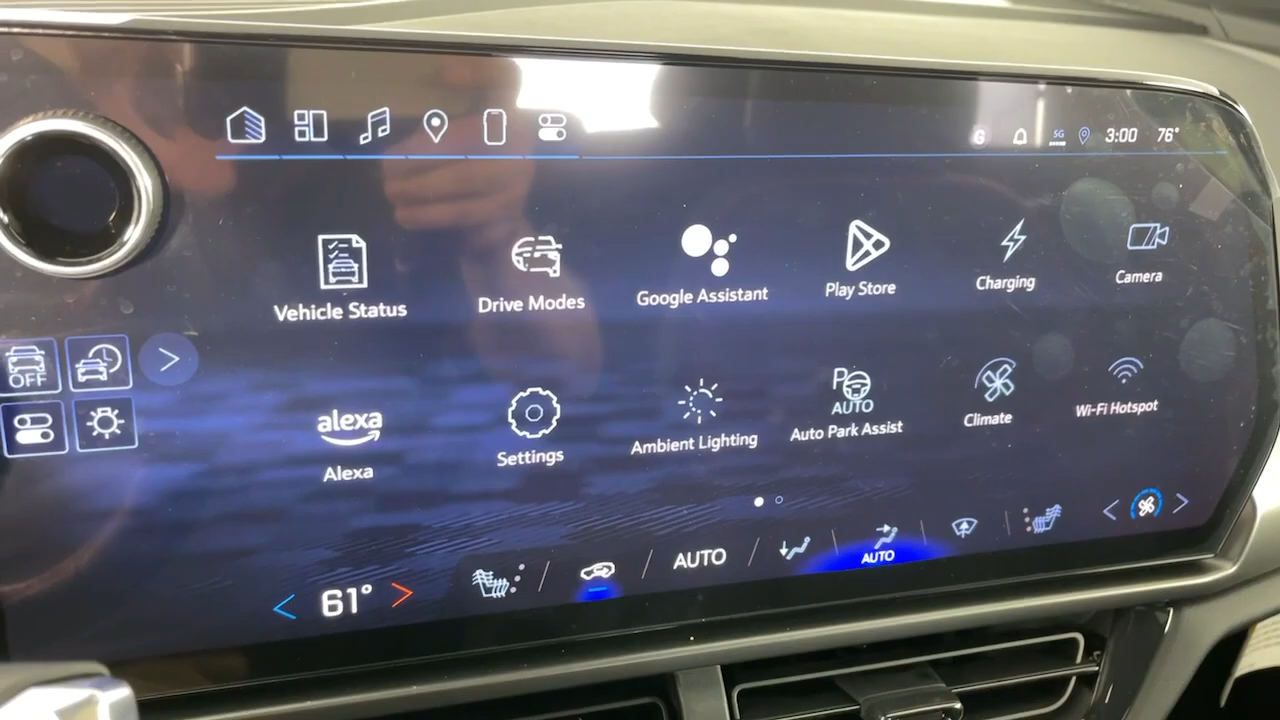 5G 3:00 76°
Vehicle Status
Drive Modes
Google Assistant
Play Store
Charging
Camera
OFF
alexa
Alexa
Settings
Ambient Lighting
P
AUTO
Auto Park Assist
Climate
Wi-Fi Hotspot
61°
AUTO
AUTO